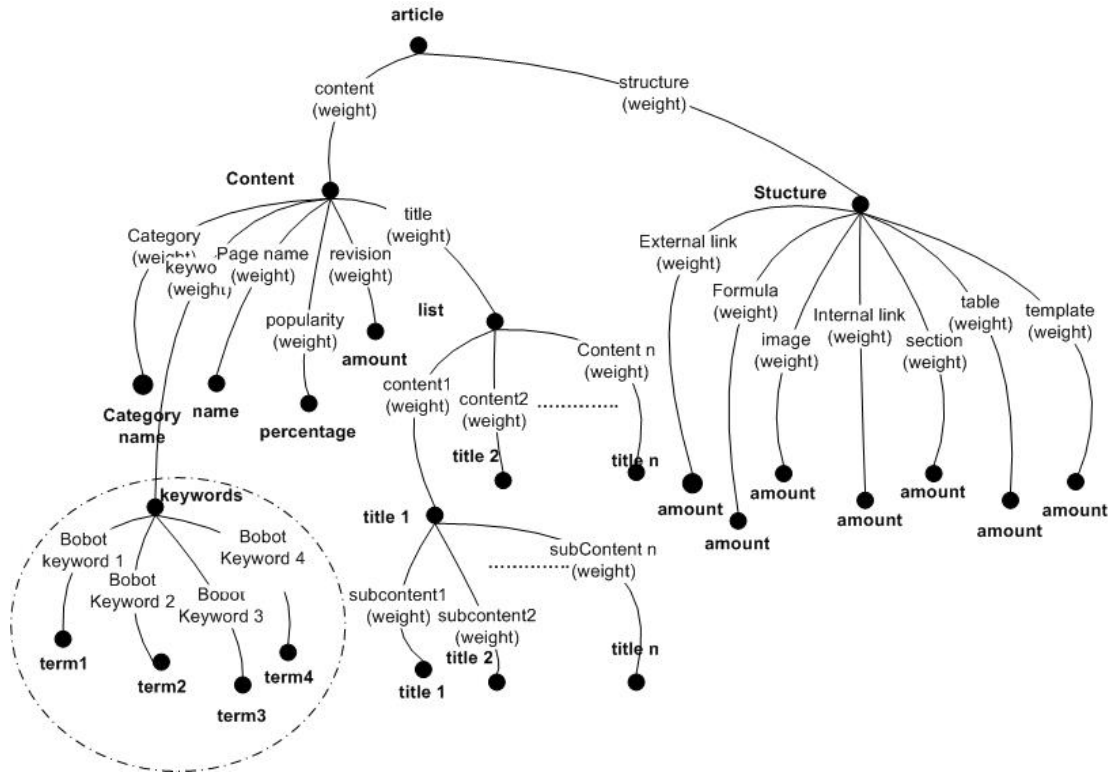 article
content
(weight)
structure
(weight)
Content
Stucture
Category
(weight)
keywo
(weight)
Page name
(weight)
popularity
(weight)
revision
(weight)
title
(weight)
Category
name
name
percentage
amount
list
content1
(weight)
content2
(weight)
Content n
(weight)
title 2
title n
title 1
subcontent1
(weight)
subcontent2
(weight)
subContent n
(weight)
title 1
title 2
title n
keywords
Bobot
keyword 1
Bobot
Keyword 2
Bobot
Keyword 3
Bobot
Keyword 4
term1
term2
term3
term4
External link
(weight)
Formula
(weight)
image
(weight)
Internal link
(weight)
section
(weight)
table
(weight)
template
(weight)
amount
amount
amount
amount
amount
amount
amount